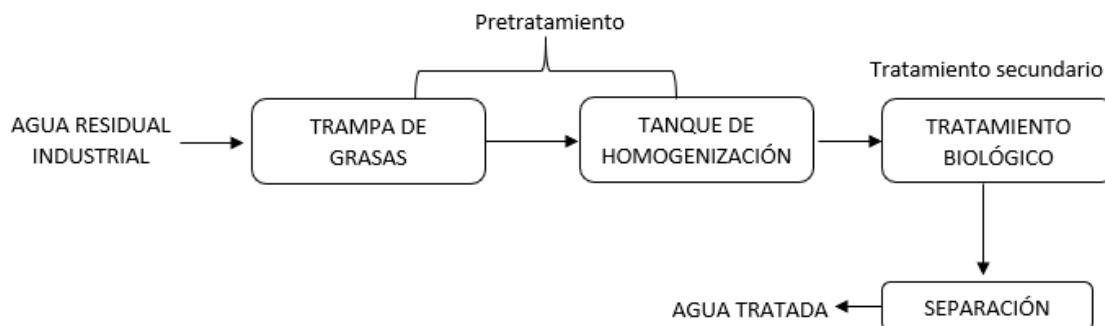 Pretratamiento
Tratamiento secundario
AGUA RESIDUAL
INDUSTRIAL
TRAMPA DE
GRASAS
TANQUE DE
HOMOGENIZACIÓN
TRATAMIENTO
BIOLÓGICO
SEPARACIÓN
AGUA TRATADA